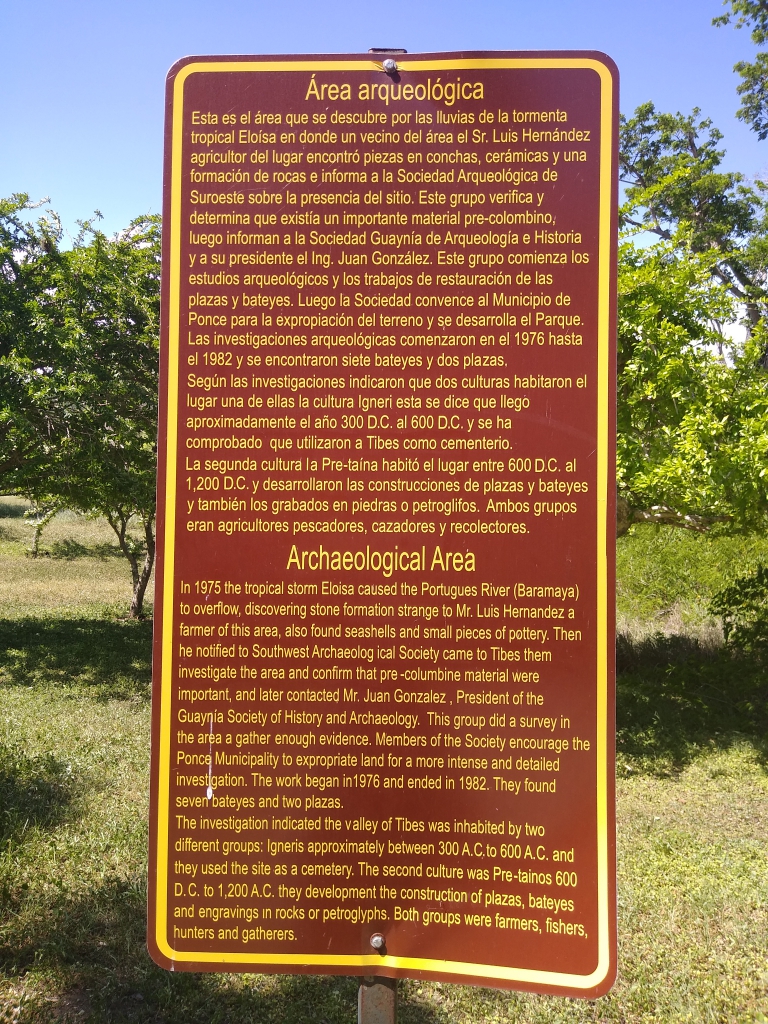 Área arqueológica
Esta es el área que se descubre por las lluvias de la tormenta
tropical Eloísa en donde un vecino del área el Sr. Luis Hernández
agricultor del lugar encontró piezas en conchas, cerámicas y una
formación de rocas e informa a la Sociedad Arqueológica de
Suroeste sobre la presencia del sitio. Este grupo verifica y
determina que existía un importante material pre-colombino,
luego informan a la Sociedad Guaynía de Arqueología e Historia
y a su presidente el Ing. Juan González. Este grupo comienza los
estudios arqueológicos y los trabajos de restauración de las
plazas y bateyes. Luego la Sociedad convence al Municipio de
Ponce para la expropiación del terreno y se desarrolla el Parque.
Las investigaciones arqueológicas comenzaron en el 1976 hasta
el 1982 y se encontraron siete bateyes y dos plazas.
Según las investigaciones indicaron que dos culturas habitaron el
lugar una de ellas la cultura Igneri esta se dice que llego
aproximadamente el año 300 D.C. al 600 D.C. y se ha
comprobado que utilizaron a Tibes como cementerio.
La segunda cultura la Pre-taína habitó el lugar entre 600 D.C. al
1,200 D.C. y desarrollaron las construcciones de plazas y bateyes
y también los grabados en piedras o petroglifos. Ambos grupos
eran agricultores pescadores, cazadores y recolectores.
Archaeological Area
In 1975 the tropical storm Eloisa caused the Portugues River (Baramaya)
to overflow, discovering stone formation strange to Mr. Luis Hernandez a
farmer of this area, also found seashells and small pieces of pottery. Then
he notified to Southwest Archaeolog ical Society came to Tibes them
investigate the area and confirm that pre -columbine material were
important, and later contacted Mr. Juan Gonzalez , President of the
Guaynía Society of History and Archaeology. This group did a survey in
the area a gather enough evidence. Members of the Society encourage the
Ponce Municipality to expropriate land for a more intense and detailed
investigation. The work began in1976 and ended in 1982. They found
seven bateyes and two plazas.
The investigation indicated the valley of Tibes was inhabited by two
different groups: Igneris approximately between 300 A.C.to 600 A.C. and
they used the site as a cemetery. The second culture was Pre-tainos 600
D.C. to 1,200 A.C. they development the construction of plazas, bateyes
and engravings in rocks or petroglyphs. Both groups were farmers, fishers,
hunters and gatherers.